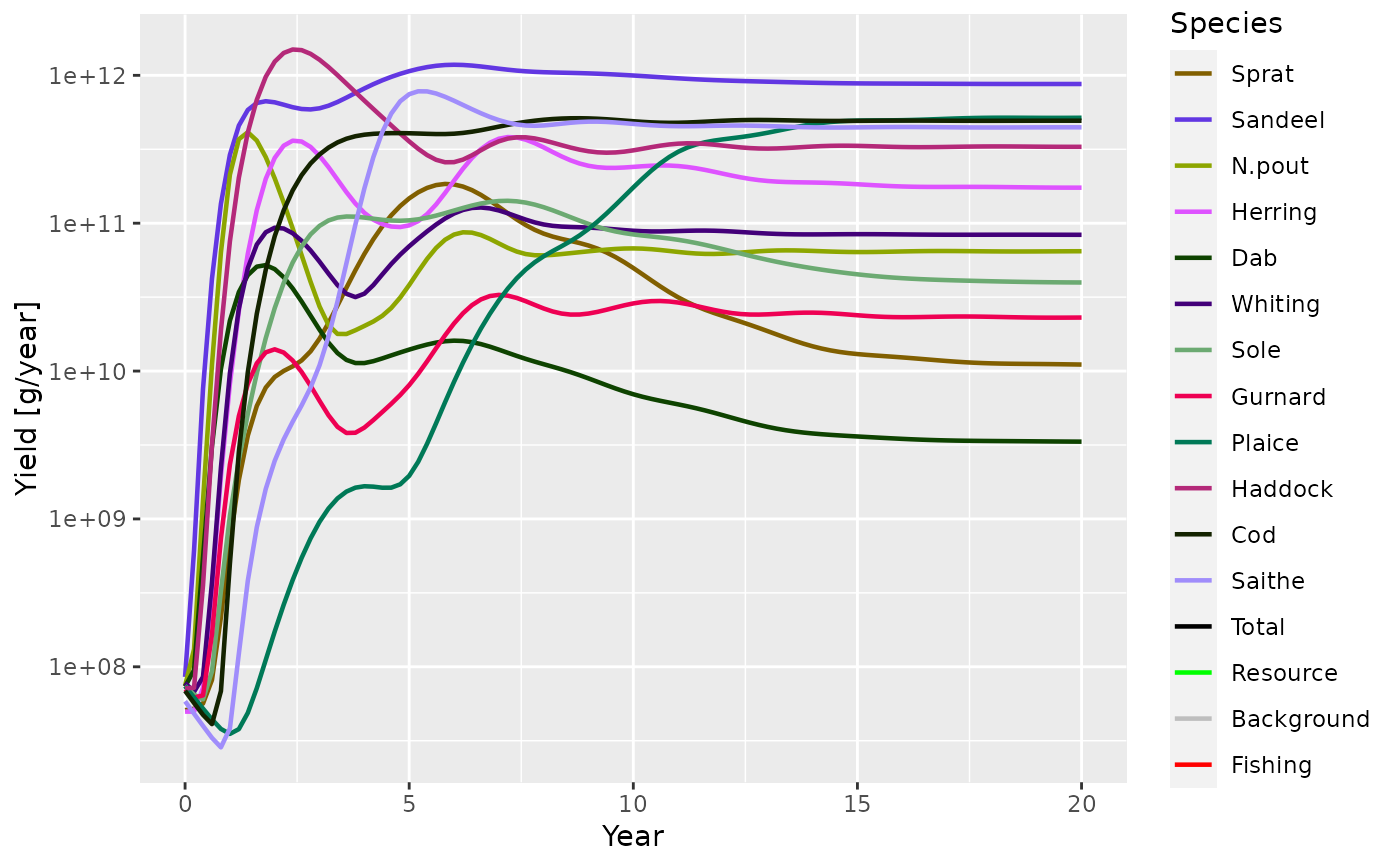 Yield [g/year]
1e+12
1e+11
1e+10
1e+09
1e+08
0 5 10 15 20
Year
Species
Sprat
Sandeel
N.pout
Herring
Dab
Whiting
Sole
Gurnard
Plaice
Haddock
Cod
Saithe
Total
Resource
Background
Fishing